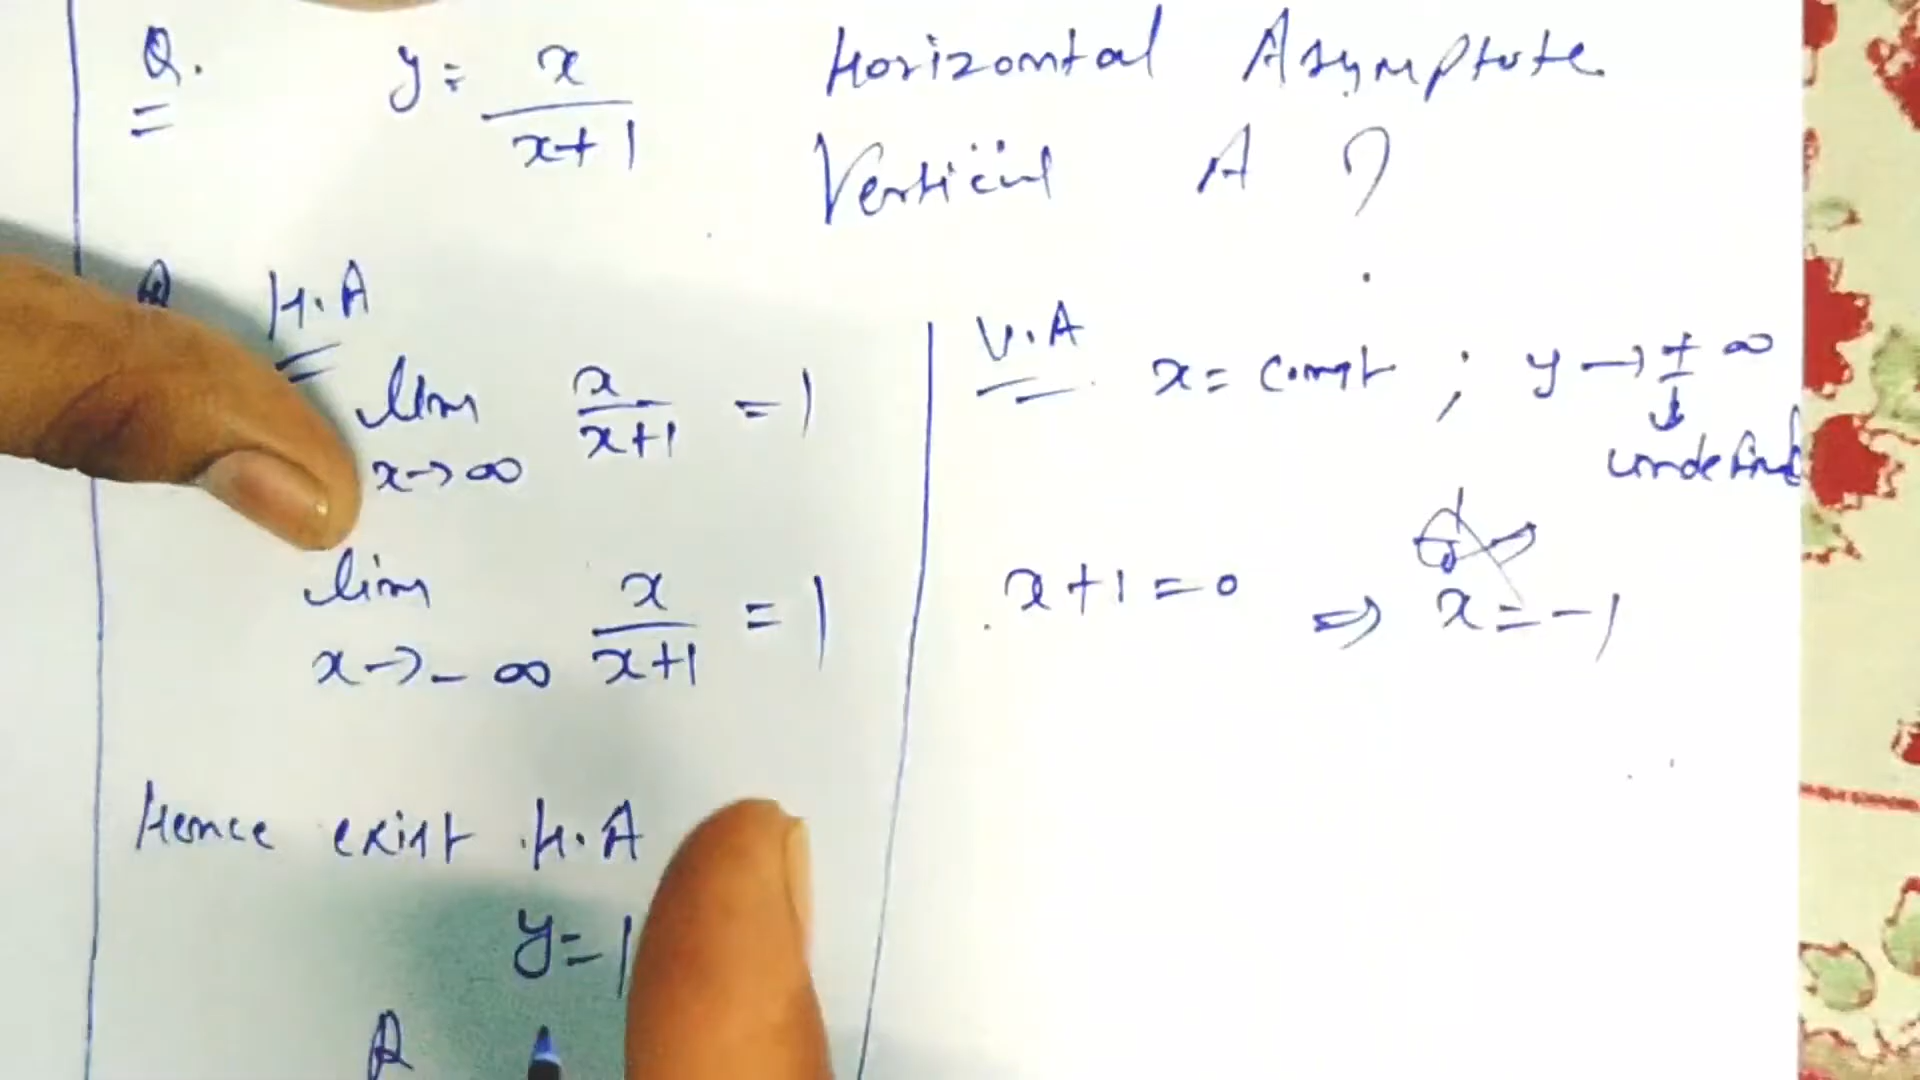 Q. y = x/(x+1) Horizontal Asymptote
Vertical A ?
H.A
lim x→∞ x/(x+1) = 1
lim x→-∞ x/(x+1) = 1
Hence exist H.A
y=1
V.A x = const ; y → ± ∞
↓
undefined
x+1=0 ⇒ x=-1